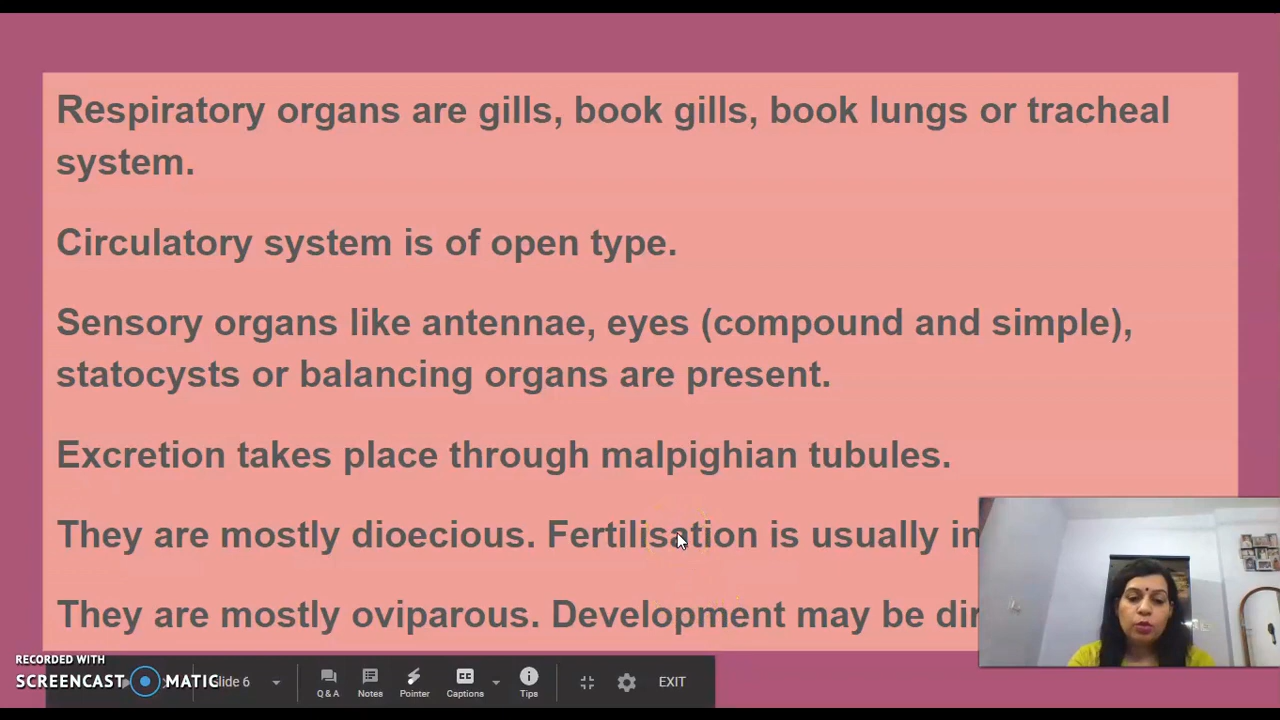 Respiratory organs are gills, book gills, book lungs or tracheal
system.
Circulatory system is of open type.
Sensory organs like antennae, eyes (compound and simple),
statocysts or balancing organs are present.
Excretion takes place through malpighian tubules.
They are mostly dioecious. Fertilisation is usually in
They are mostly oviparous. Development may be dir
RECORDED WITH
SCREENCAST MATIC
lide 6
Q & A
Notes
Pointer
Captions
Tips
EXIT